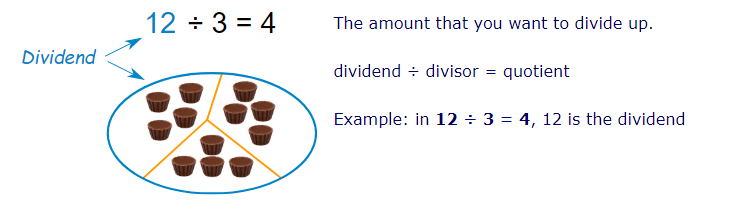 12 ÷ 3 = 4
Dividend
The amount that you want to divide up.
dividend ÷ divisor = quotient
Example: in 12 ÷ 3 = 4, 12 is the dividend